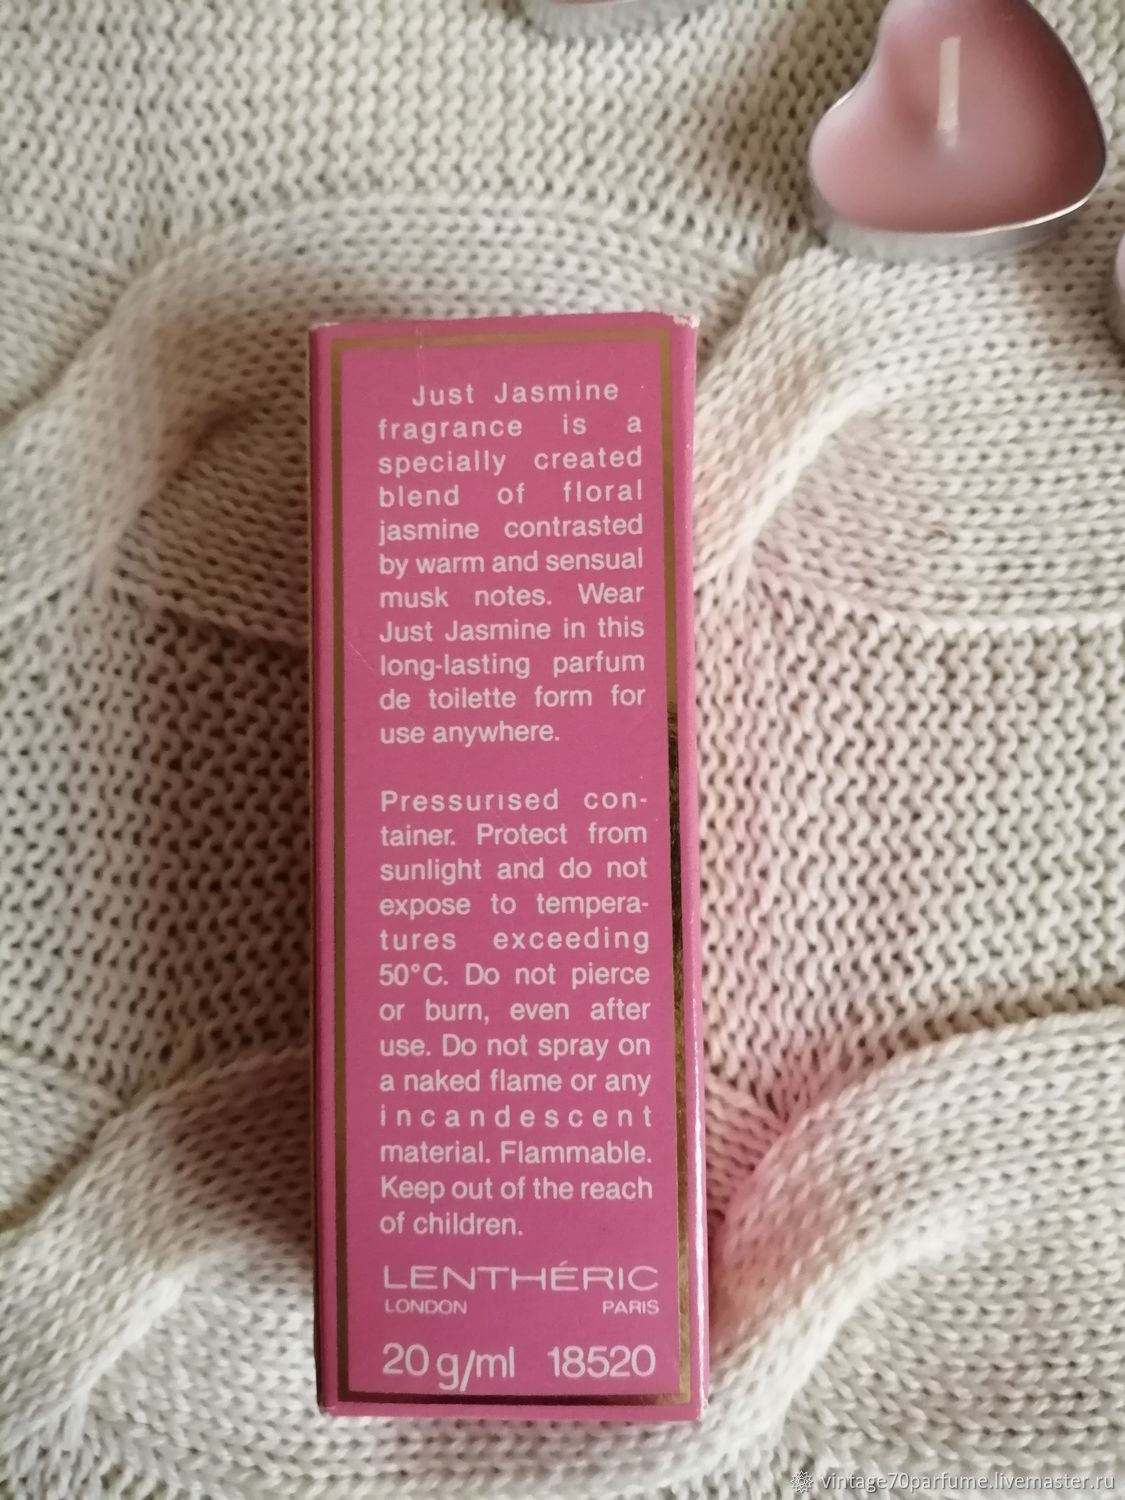 Just Jasmine
fragrance is a
specially created
blend of floral
jasmine contrasted
by warm and sensual
musk notes. Wear
Just Jasmine in this
long-lasting parfum
de toilette form for
use anywhere.
Pressurised con-
tainer. Protect from
sunlight and do not
expose to tempera-
tures exceeding
50°C. Do not pierce
or burn, even after
use. Do not spray on
a naked flame or any
incandescent
material. Flammable.
Keep out of the reach
of children.
LENTHÉRIC
LONDON PARIS
20 g/ml 18520
vintage70parfume.livemaster.ru